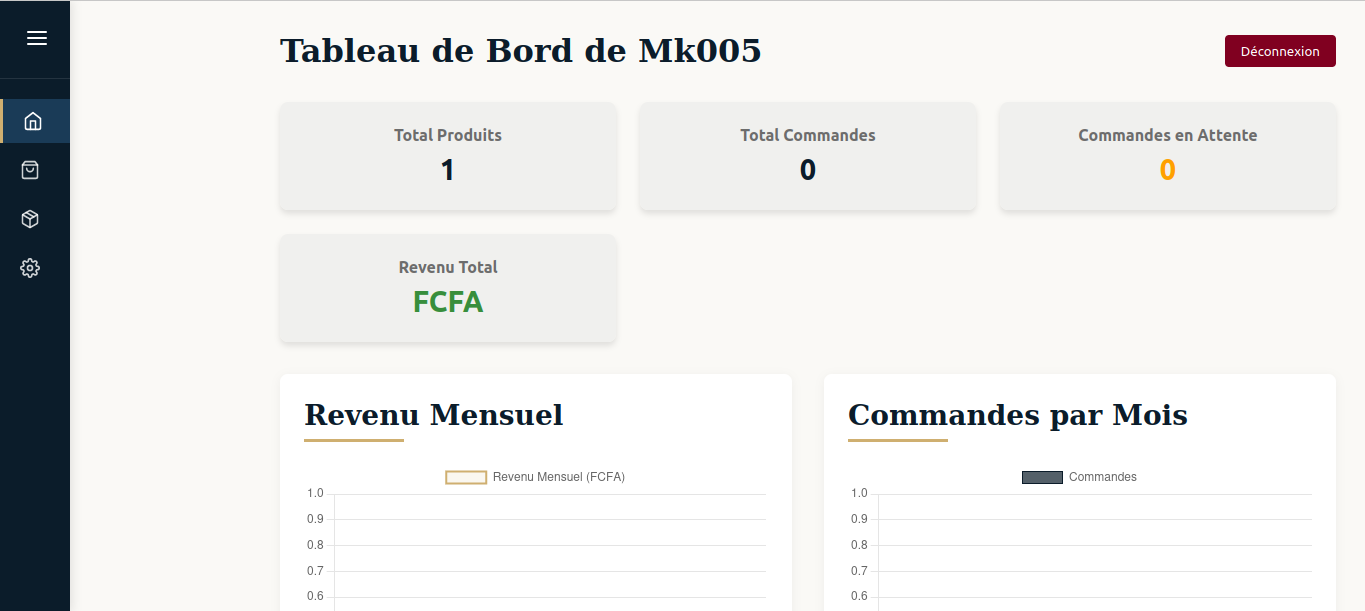 Tableau de Bord de Mk005
Déconnexion
Total Produits
1
Total Commandes
0
Commandes en Attente
0
Revenu Total
FCFA
Revenu Mensuel
Revenu Mensuel (FCFA)
1.0
0.9
0.8
0.7
0.6
Commandes par Mois
Commandes
1.0
0.9
0.8
0.7
0.6